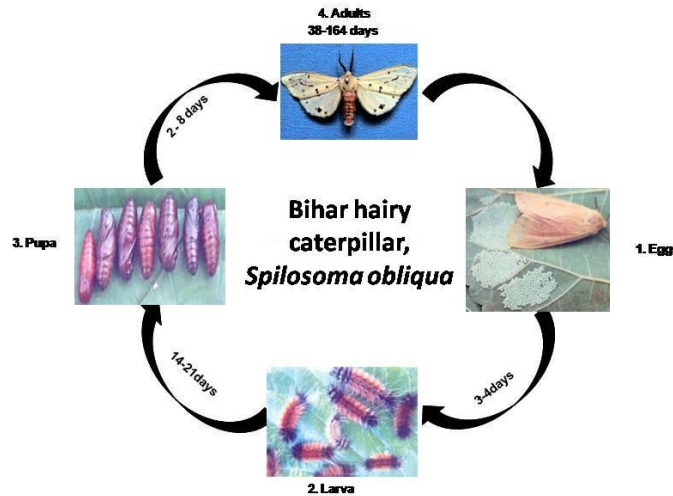 4. Adults
38-164 days
2- 8 days
3. Pupa
Bihar hairy
caterpillar,
Spilosoma obliqua
1. Egg
14-21days
3-4days
2. Larva